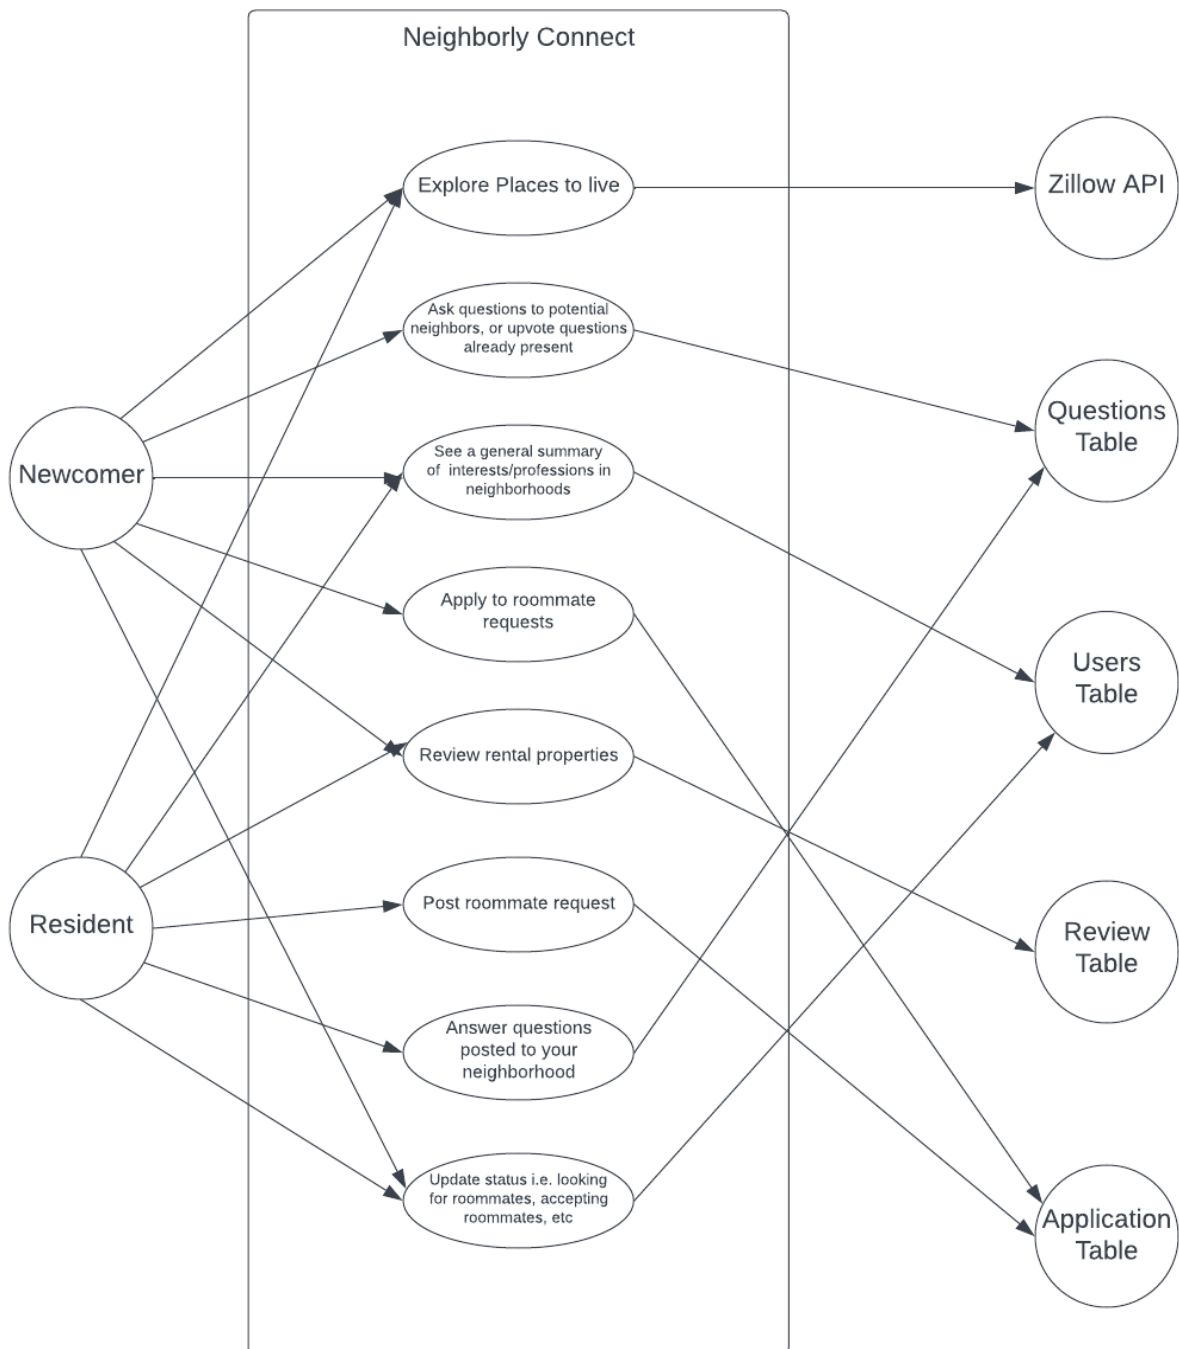 Neighborly Connect
Explore Places to live
Zillow API
Ask questions to potential
neighbors, or upvote questions
already present
Questions
Table
Newcomer
See a general summary
of interests/professions in
neighborhoods
Apply to roommate
requests
Users
Table
Review rental properties
Resident
Post roommate request
Review
Table
Answer questions
posted to your
neighborhood
Update status i.e. looking
for roommates, accepting
roommates, etc
Application
Table